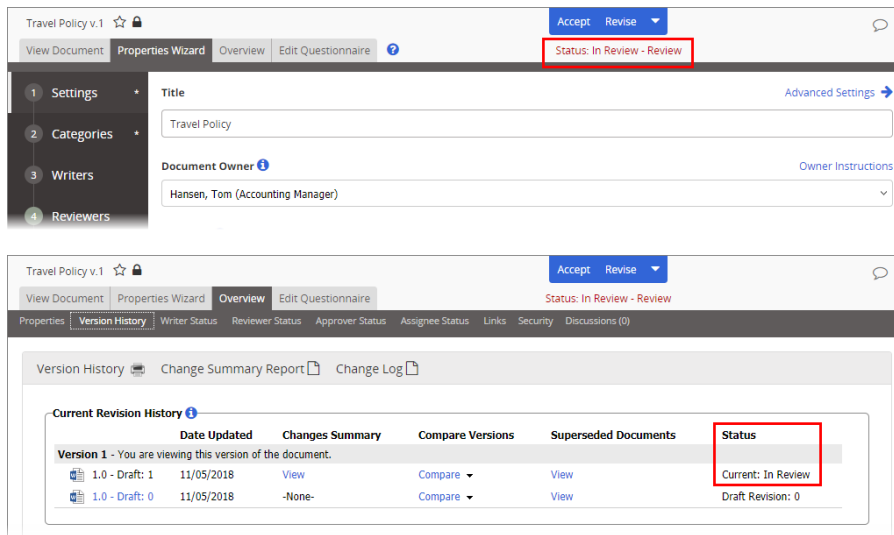 Travel Policy v.1
Accept Revise
View Document Properties Wizard Overview Edit Questionnaire ? Status: In Review - Review
1 Settings *
Title
Advanced Settings
Travel Policy
2 Categories *
Document Owner i
Owner Instructions
3 Writers
Hansen, Tom (Accounting Manager)
4 Reviewers
Travel Policy v.1
Accept Revise
View Document Properties Wizard Overview Edit Questionnaire Status: In Review - Review
Properties Version History Writer Status Reviewer Status Approver Status Assignee Status Links Security Discussions (0)
Version History Change Summary Report Change Log
Current Revision History i
Date Updated Changes Summary Compare Versions Superseded Documents Status
Version 1 - You are viewing this version of the document.
1.0 - Draft: 1 11/05/2018 View Compare View Current: In Review
1.0 - Draft: 0 11/05/2018 -None- Compare View Draft Revision: 0